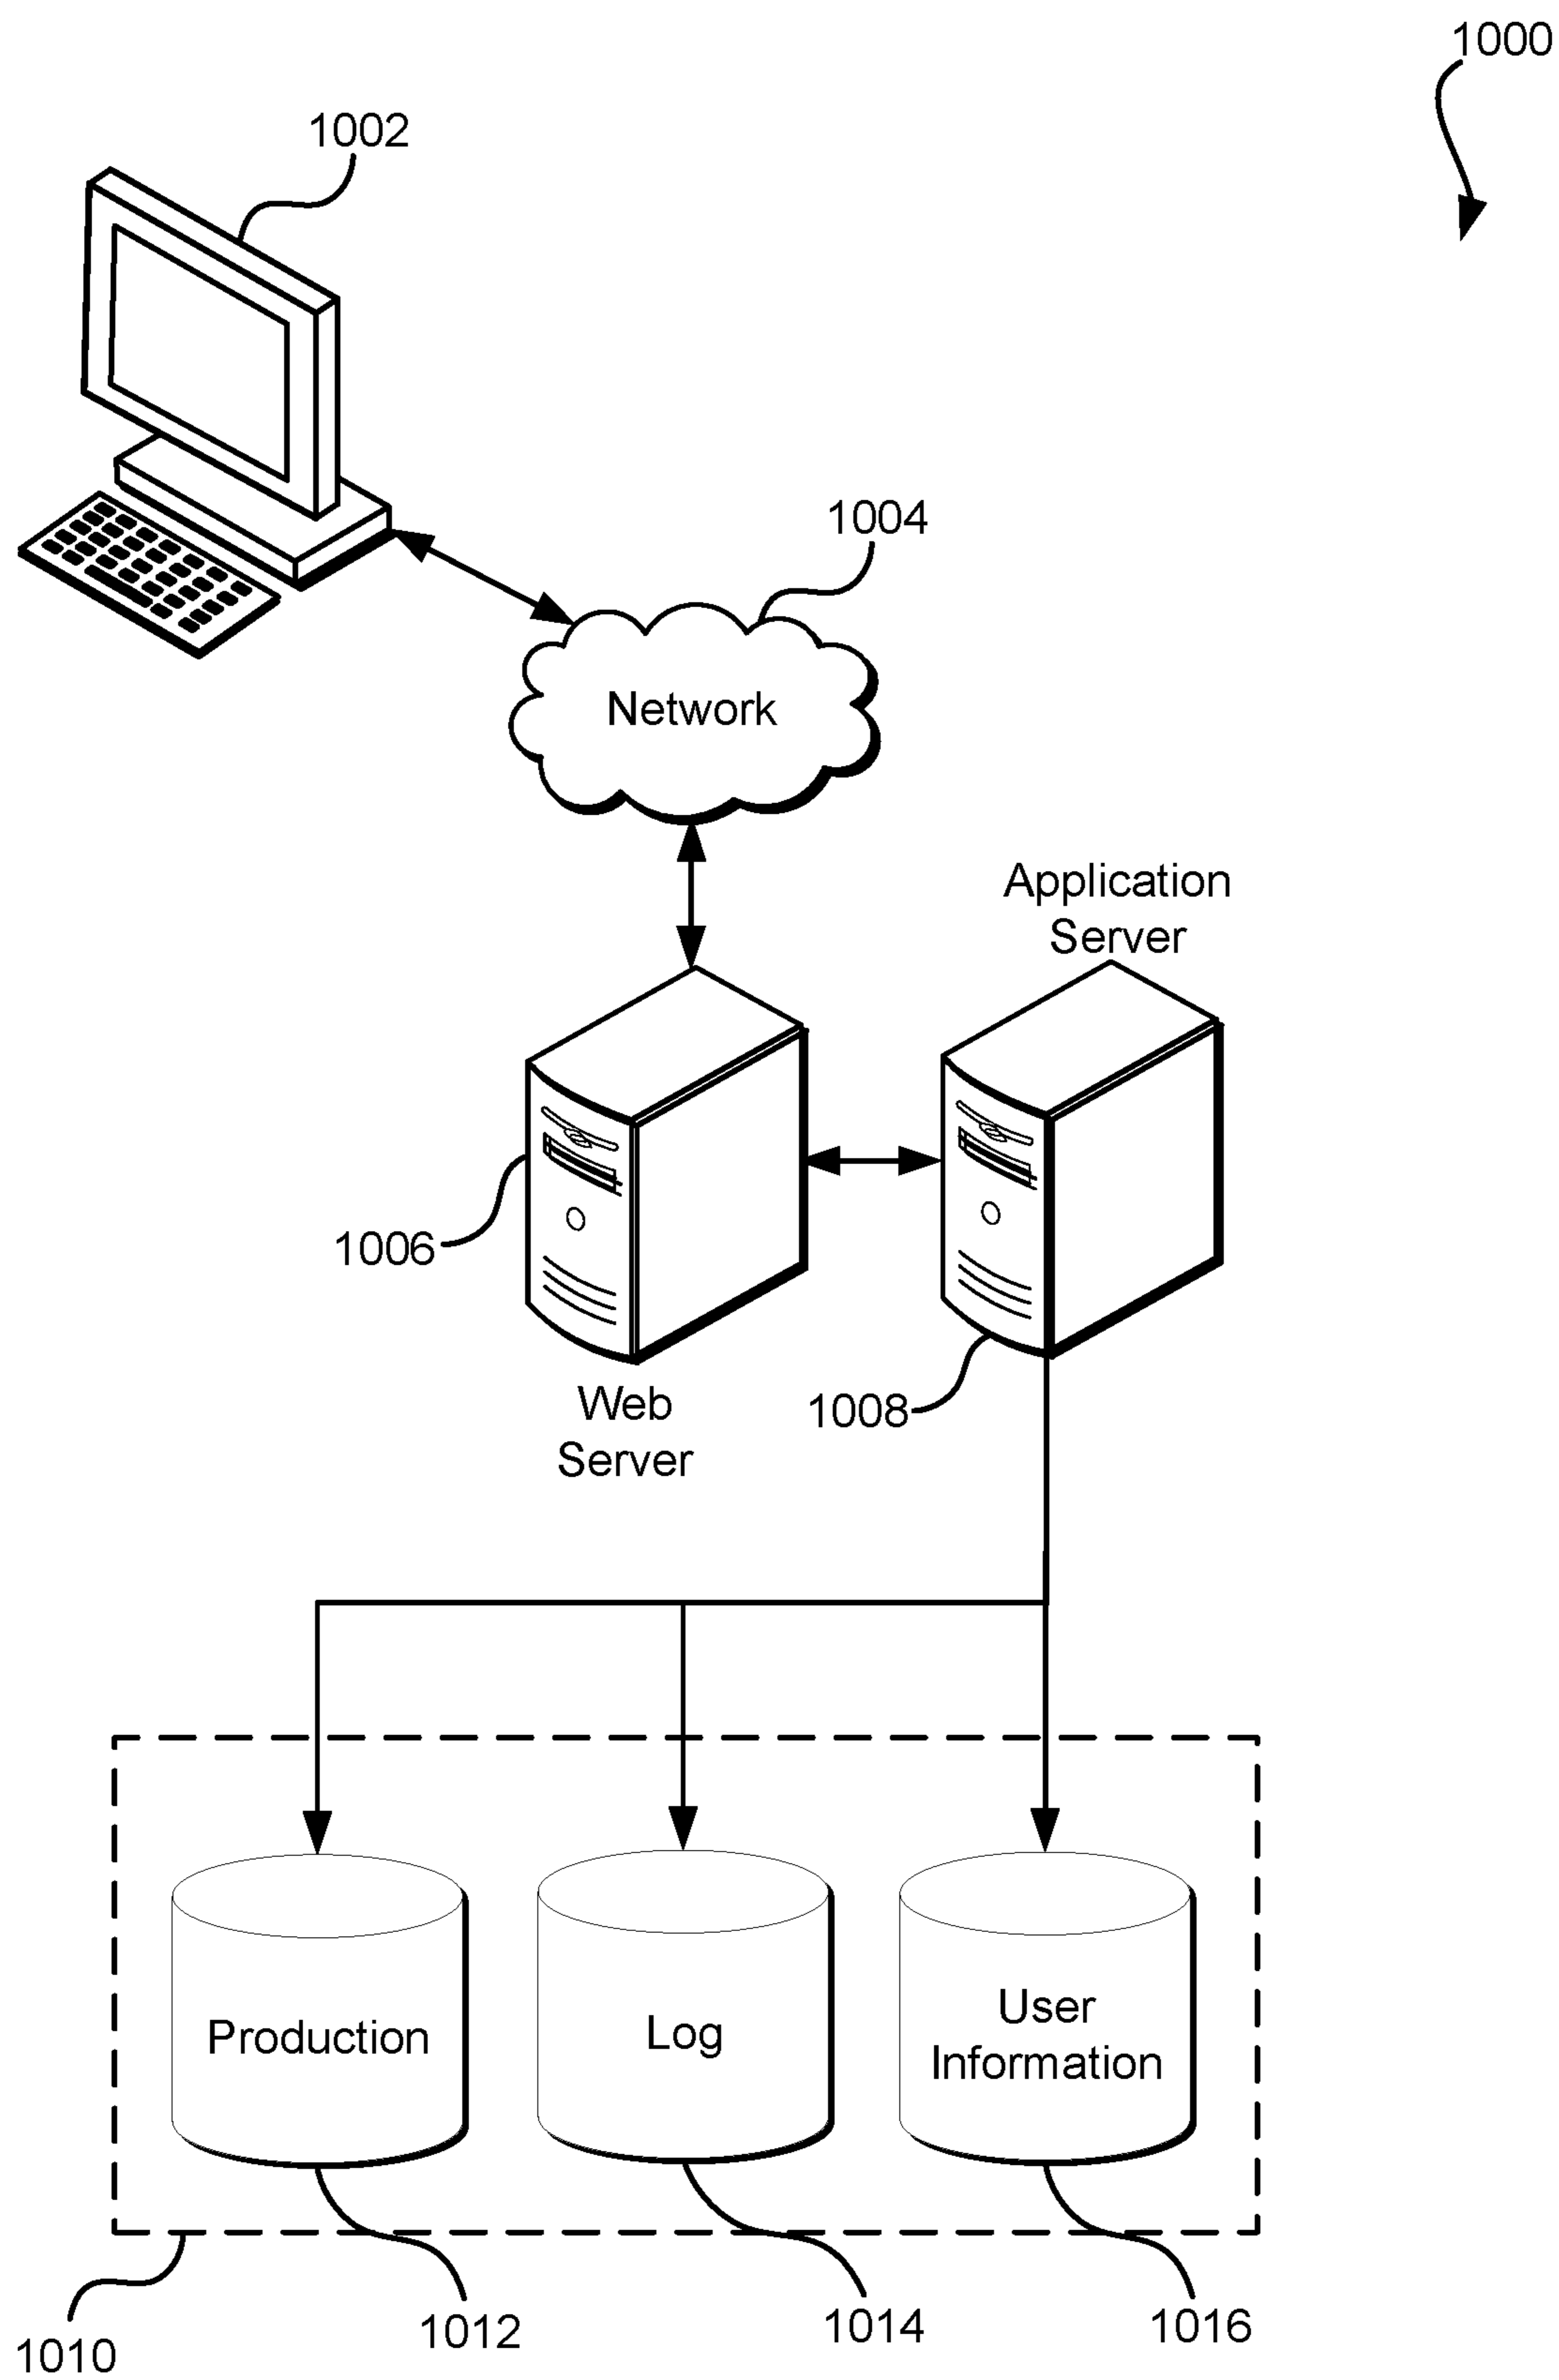 1000
1002
1004
Network
Application
Server
1006
1008
Web
Server
Production
Log
User
Information
1010
1012
1014
1016